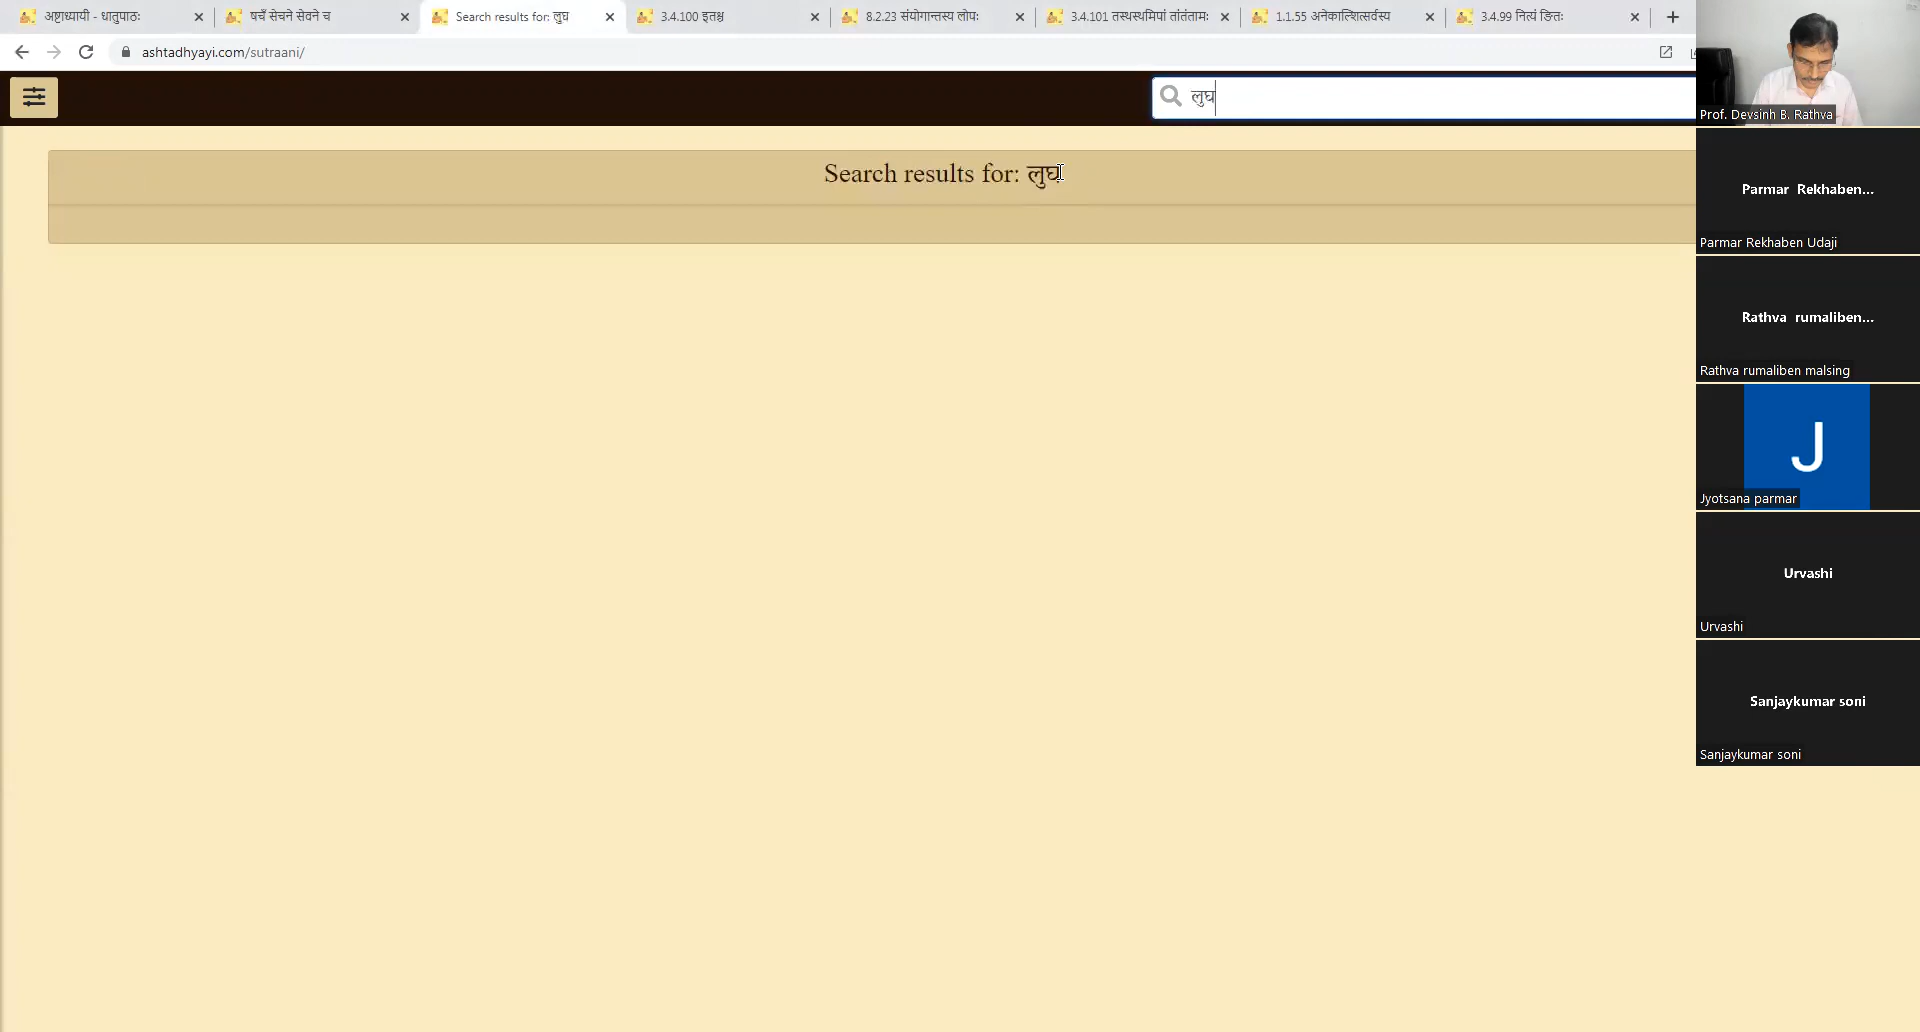 अष्टाध्यायी - धातुपाठः
षचँ सेचने सेवने च
Search results for: लुघ
3.4.100 इतश्च
8.2.23 संयोगान्तस्य लोपः
3.4.101 तस्थस्थमिपां तांतंतामः
1.1.55 अनेकाल्शित्सर्वस्य
3.4.99 नित्यं ङितः
ashtadhyayi.com/sutraani/
लुघ
Search results for: लुघ
Prof. Devsinh B. Rathva
Parmar Rekhaben...
Parmar Rekhaben Udaji
Rathva rumaliben...
Rathva rumaliben malsing
J
Jyotsana parmar
Urvashi
Urvashi
Sanjaykumar soni
Sanjaykumar soni